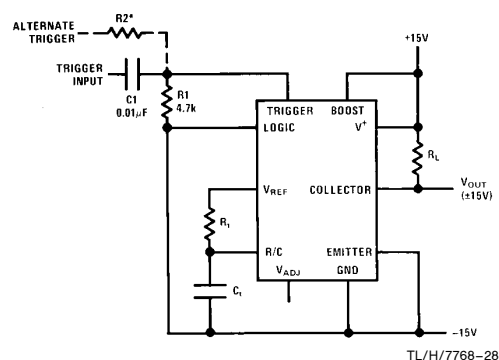 R2*
ALTERNATE
TRIGGER
+15V
TRIGGER
INPUT
C1
0.01μF
R1
4.7k
TRIGGER
BOOST
LOGIC
V+
RL
VREF
COLLECTOR
VOUT
(±15V)
Rt
R/C
EMITTER
VADJ
GND
Ct
−15V
TL/H/7768-28